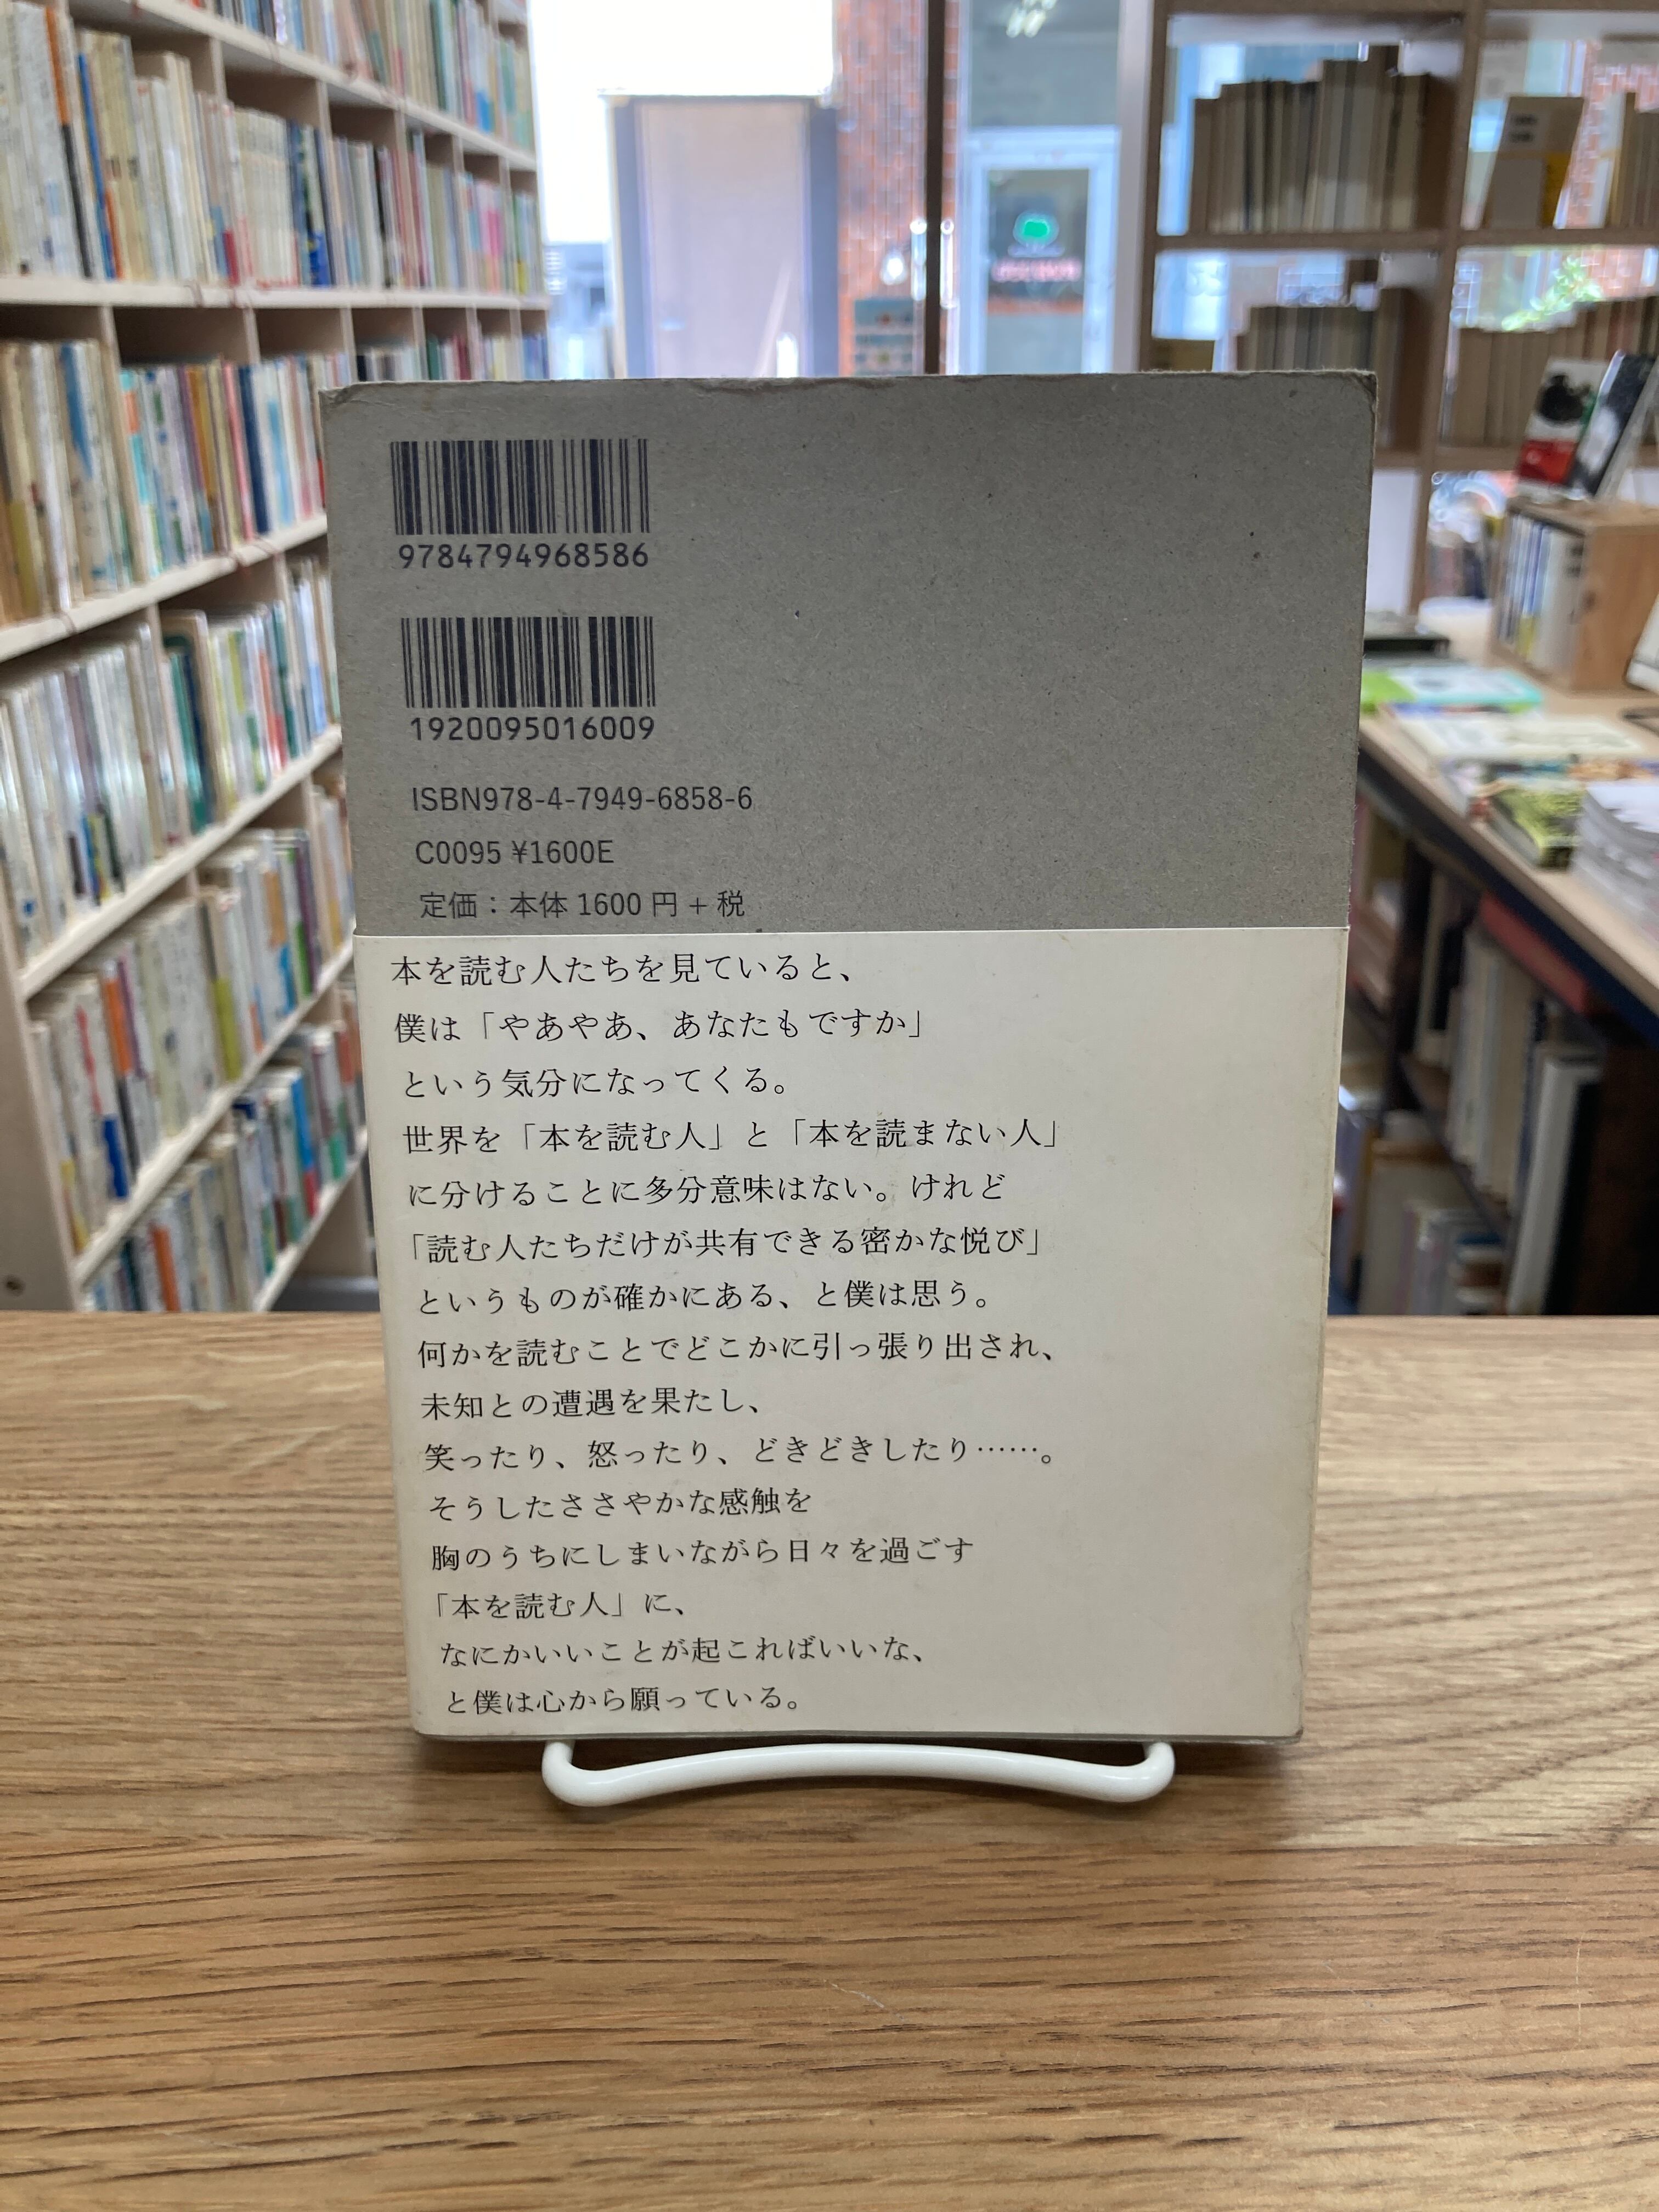 9784794968586
1920095016009
ISBN978-4-7949-6858-6
C0095 ¥1600E
定価：本体 1600 円＋税
本を読む人たちを見ていると、
僕は「やあやあ、あなたもですか」
という気分になってくる。
世界を「本を読む人」と「本を読まない人」
に分けることに多分意味はない。けれど
「読む人たちだけが共有できる密かな悦び」
というものが確かにある、と僕は思う。
何かを読むことでどこかに引っ張り出され、
未知との遭遇を果たし、
笑ったり、怒ったり、どきどきしたり……。
そうしたささやかな感触を
胸のうちにしまいながら日々を過ごす
「本を読む人」に、
なにかいいことが起こればいいな、
と僕は心から願っている。